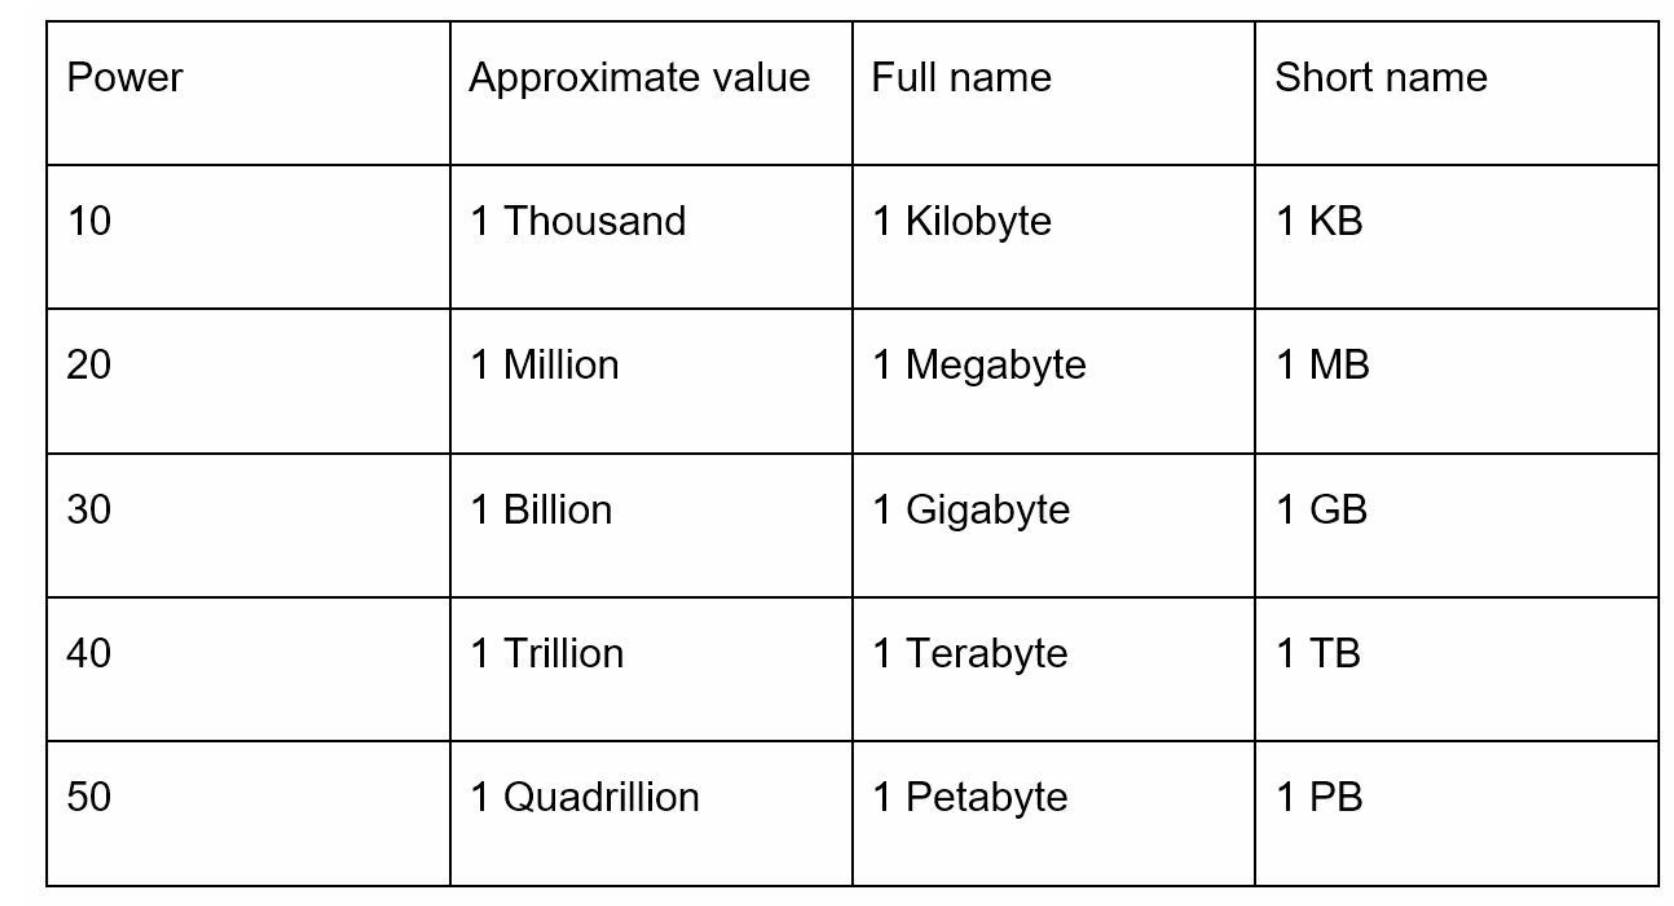 Power Approximate value Full name Short name
10 1 Thousand 1 Kilobyte 1 KB
20 1 Million 1 Megabyte 1 MB
30 1 Billion 1 Gigabyte 1 GB
40 1 Trillion 1 Terabyte 1 TB
50 1 Quadrillion 1 Petabyte 1 PB